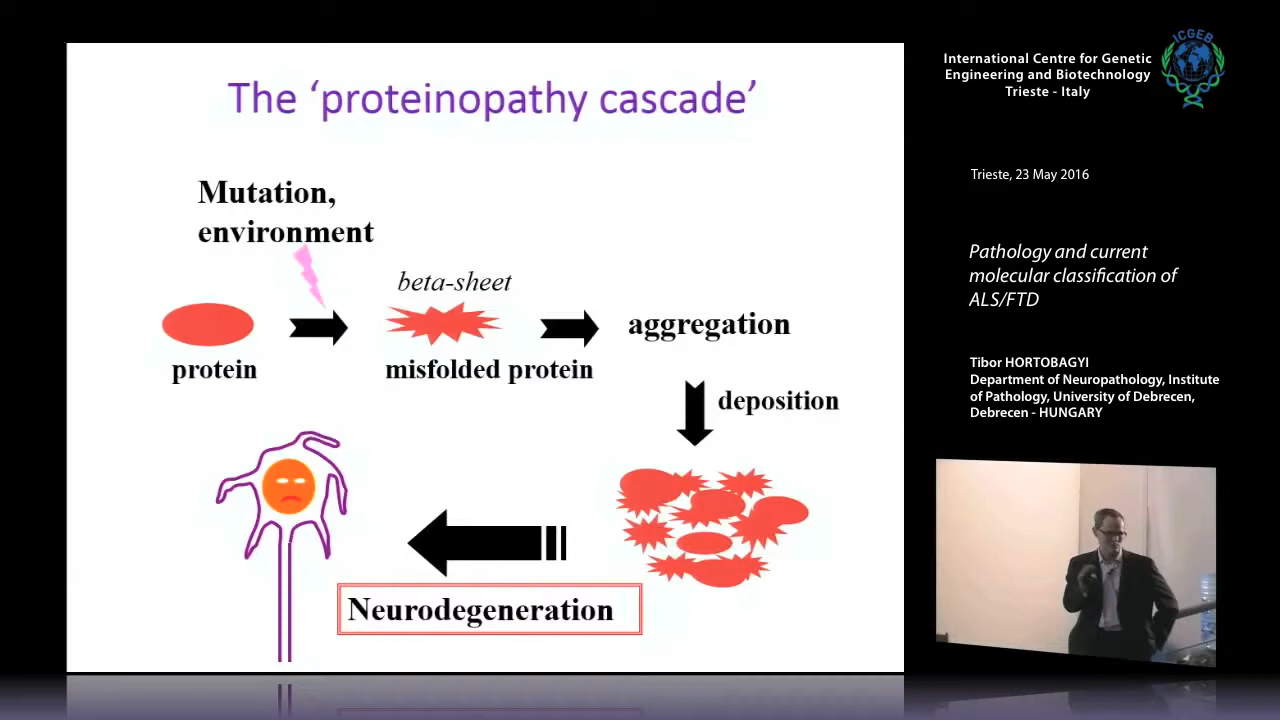 The ‘proteinopathy cascade’
Mutation,
environment
beta-sheet
protein
misfolded protein
aggregation
deposition
Neurodegeneration
International Centre for Genetic
Engineering and Biotechnology
Trieste - Italy
ICGEB
Trieste, 23 May 2016
Pathology and current
molecular classification of
ALS/FTD
Tibor HORTOBAGYI
Department of Neuropathology, Institute
of Pathology, University of Debrecen,
Debrecen - HUNGARY